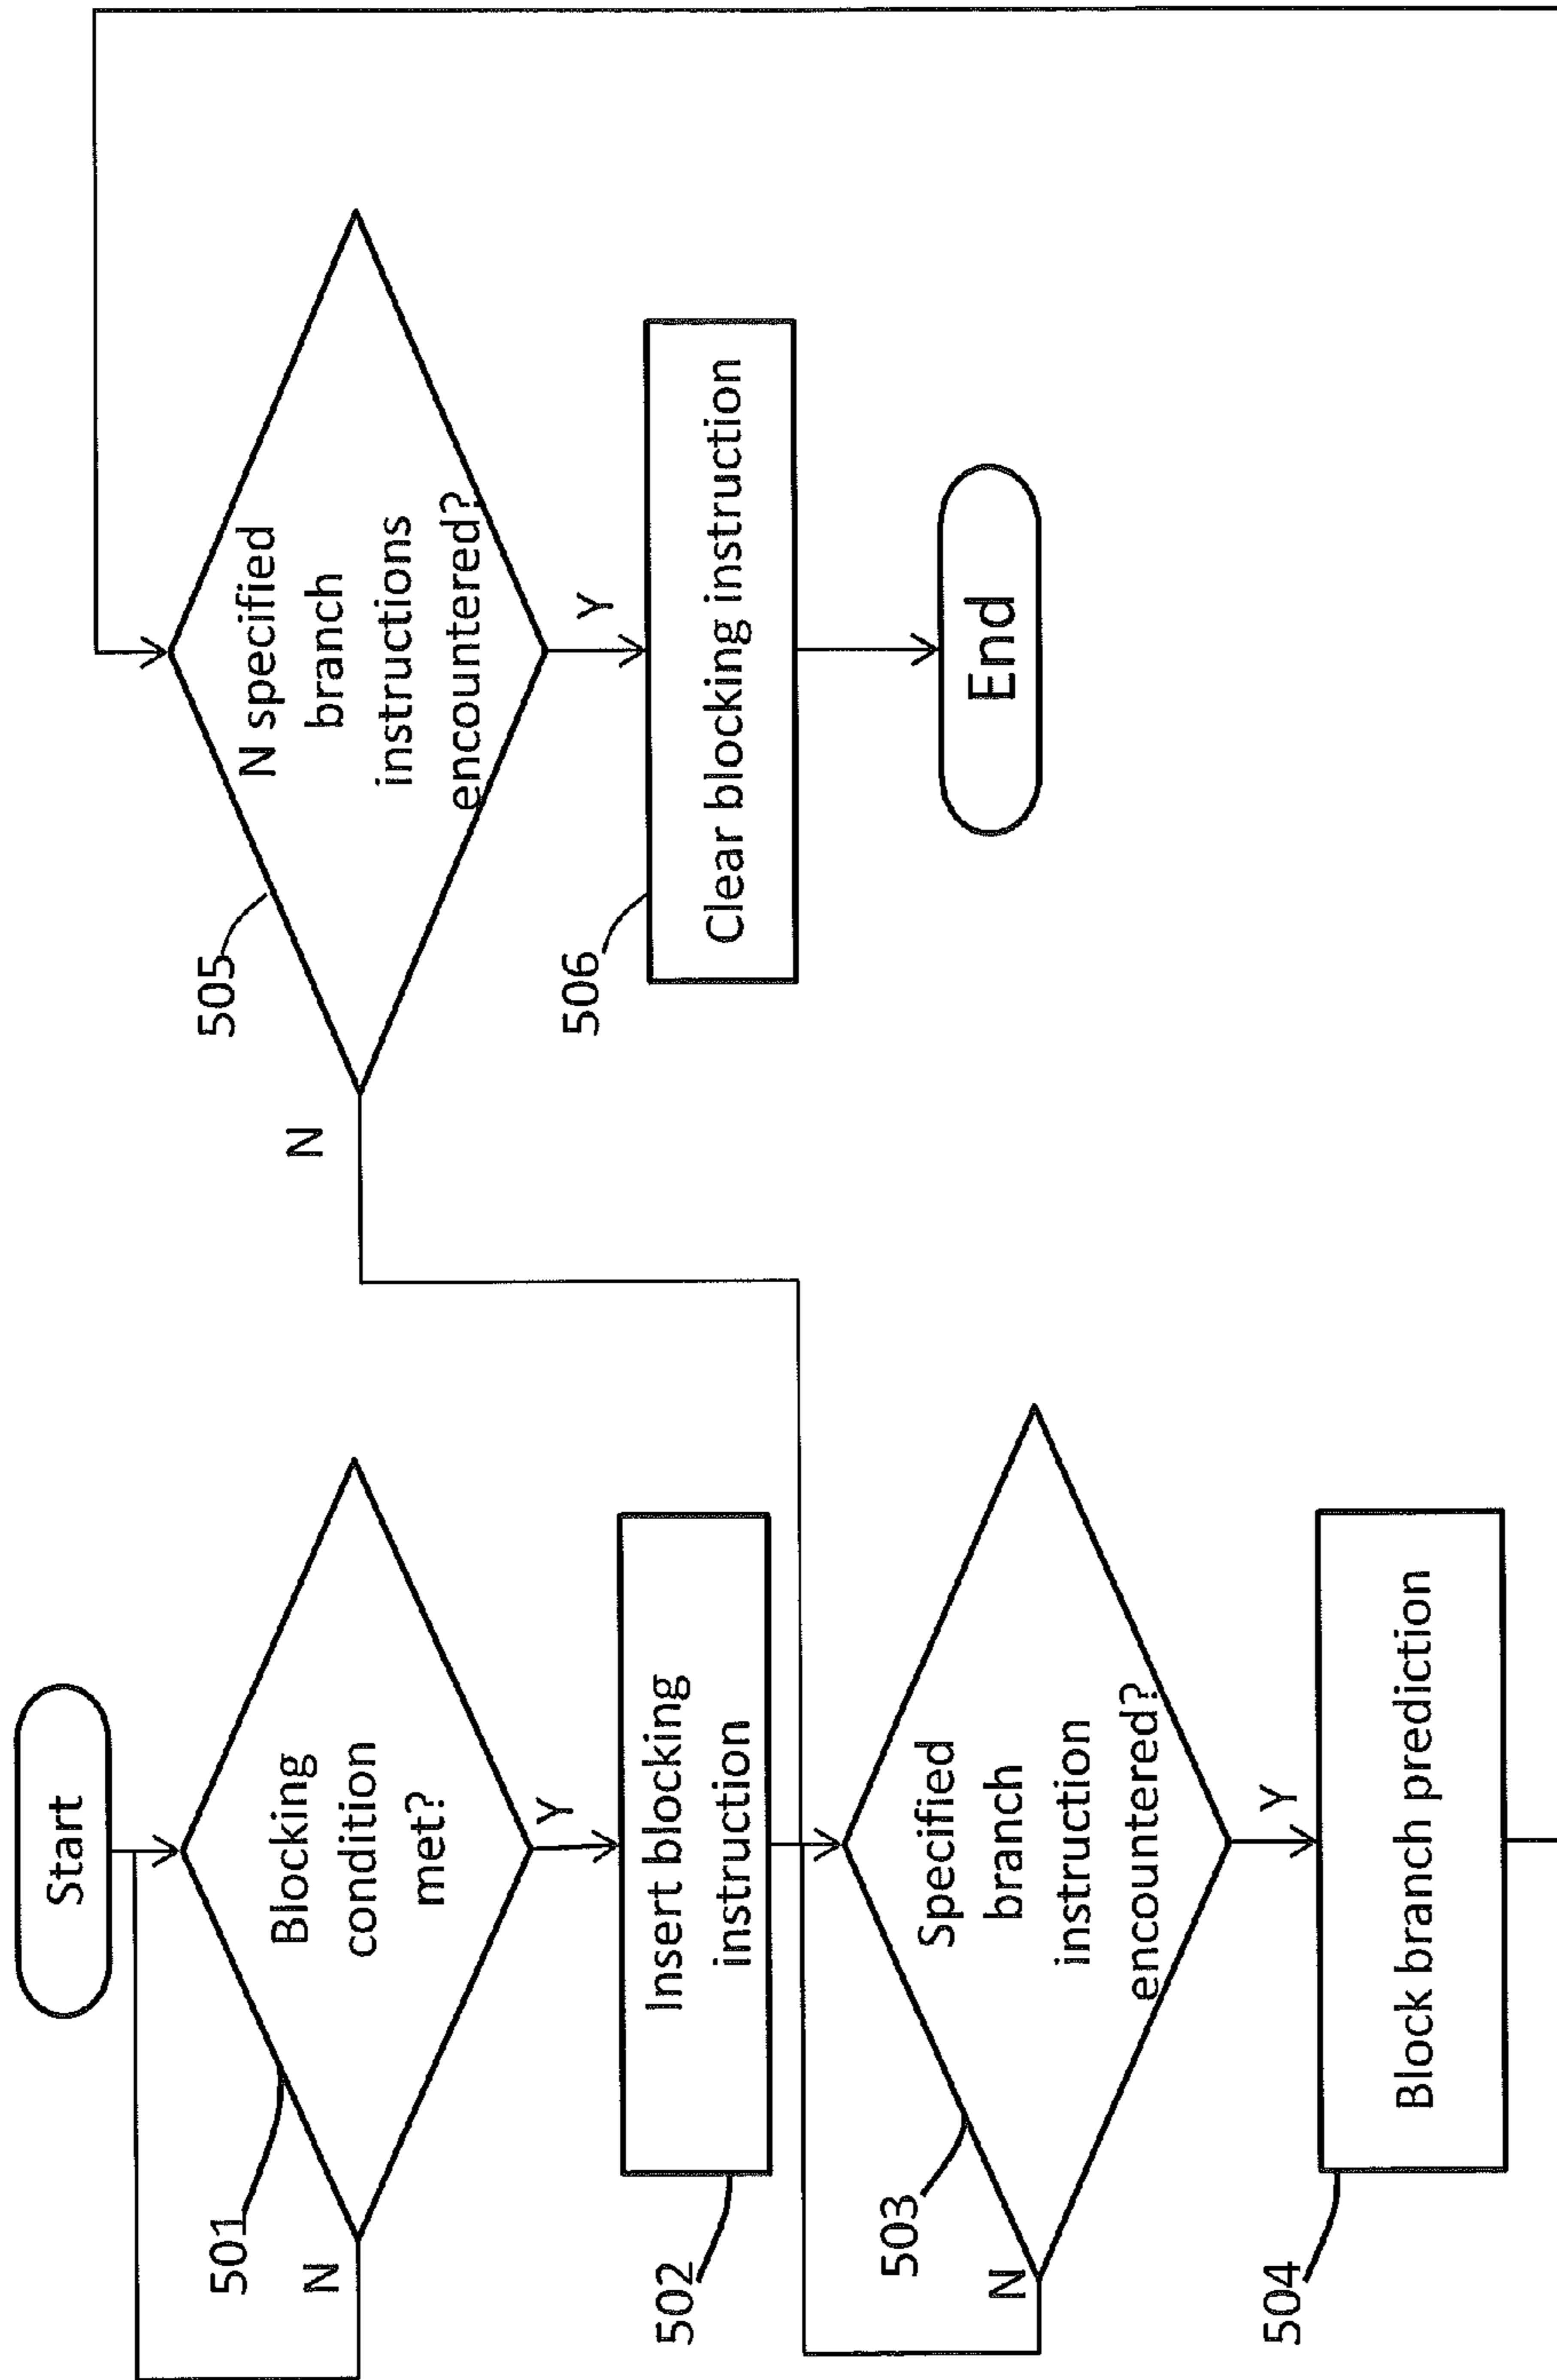 Start
501
Blocking
condition
met?
N
Y
502
Insert blocking
instruction
503
Specified
branch
instruction
encountered?
N
Y
504
Block branch prediction
505
N specified
branch
instructions
encountered?
N
Y
506
Clear blocking instruction
End